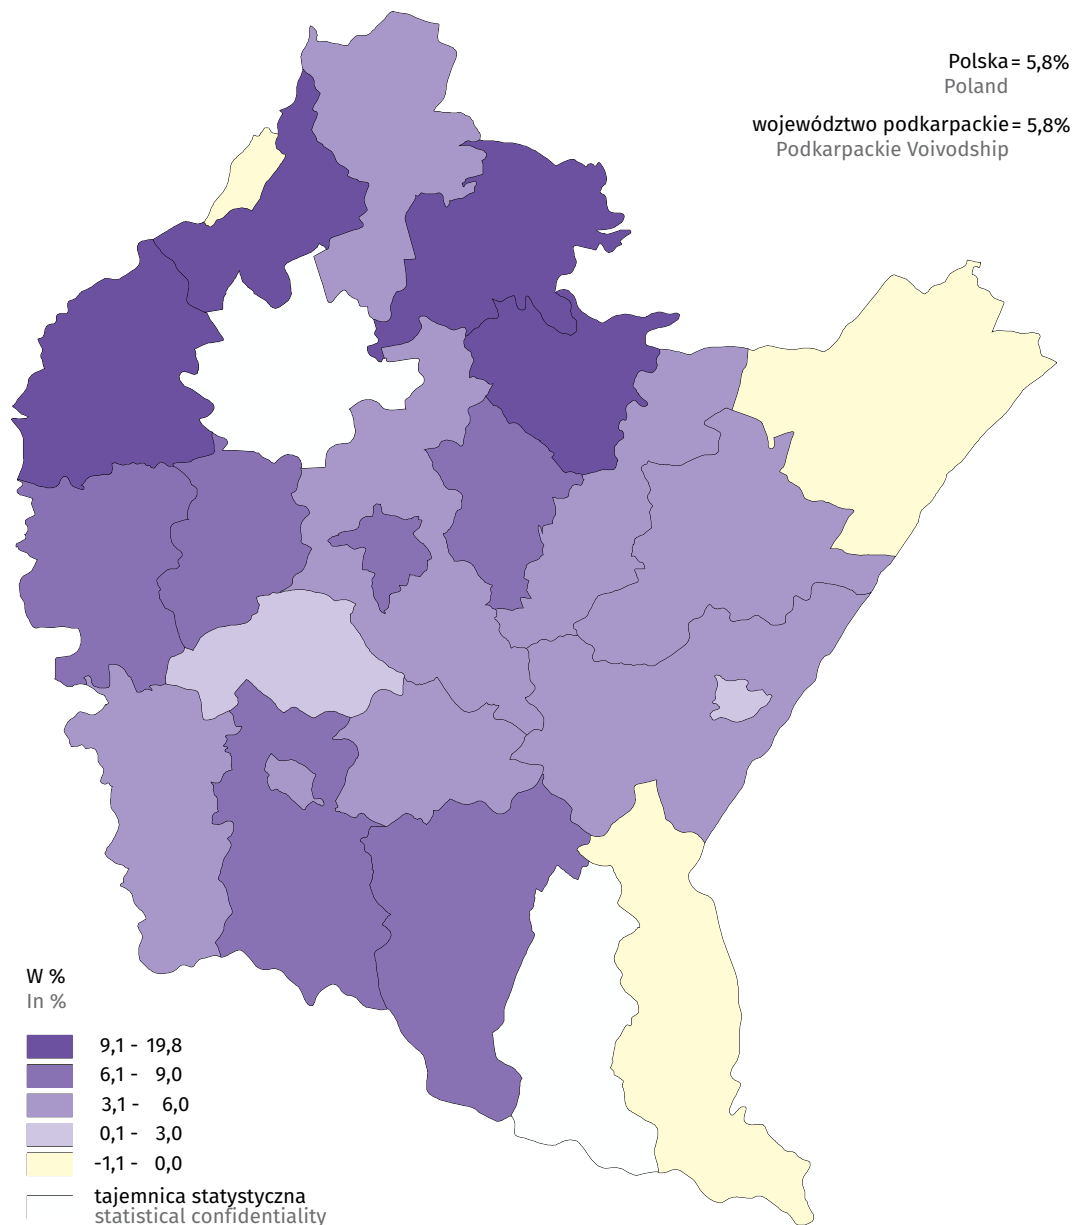 Polska = 5,8%
Poland
województwo podkarpackie = 5,8%
Podkarpackie Voivodship
W %
In %
9,1 - 19,8
6,1 - 9,0
3,1 - 6,0
0,1 - 3,0
-1,1 - 0,0
tajemnica statystyczna
statistical confidentiality